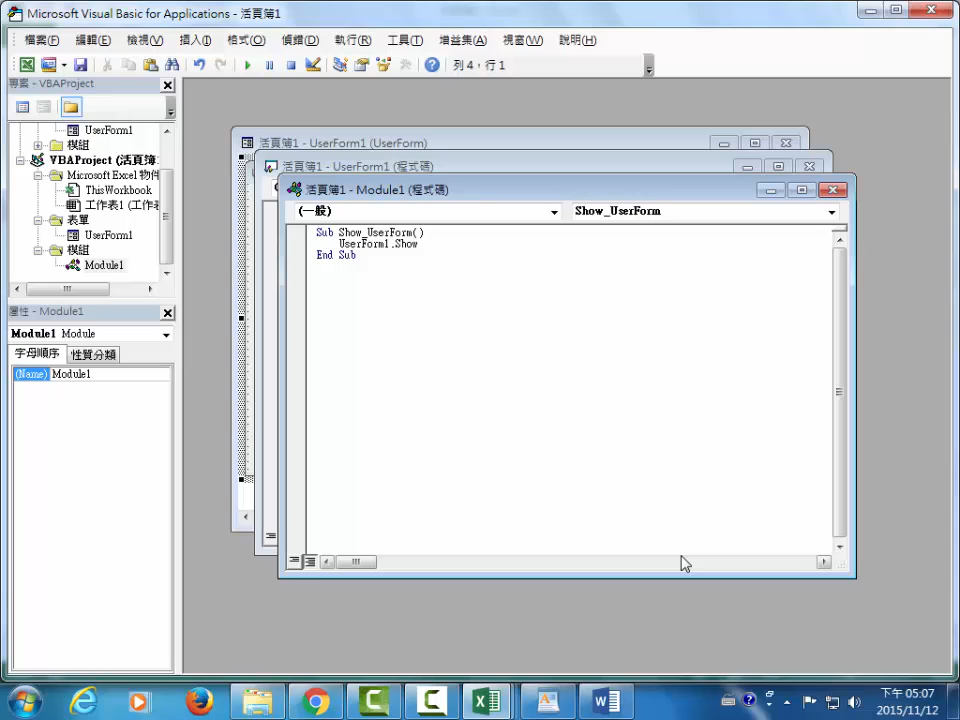 Microsoft Visual Basic for Applications - 活頁簿1
檔案(F) 編輯(E) 檢視(V) 插入(I) 格式(O) 偵錯(D) 執行(R) 工具(T) 增益集(A) 視窗(W) 說明(H)
列 4，行 1
專案 - VBAProject
UserForm1
模組
VBAProject (活頁簿1
Microsoft Excel 物件
ThisWorkbook
工作表1 (工作表
表單
UserForm1
模組
Module1
屬性 - Module1
Module1 Module
字母順序 性質分類
(Name) Module1
活頁簿1 - UserForm1 (UserForm)
活頁簿1 - UserForm1 (程式碼)
活頁簿1 - Module1 (程式碼)
(一般) Show_UserForm
Sub Show_UserForm()
UserForm1.Show
End Sub
下午 05:07
2015/11/12